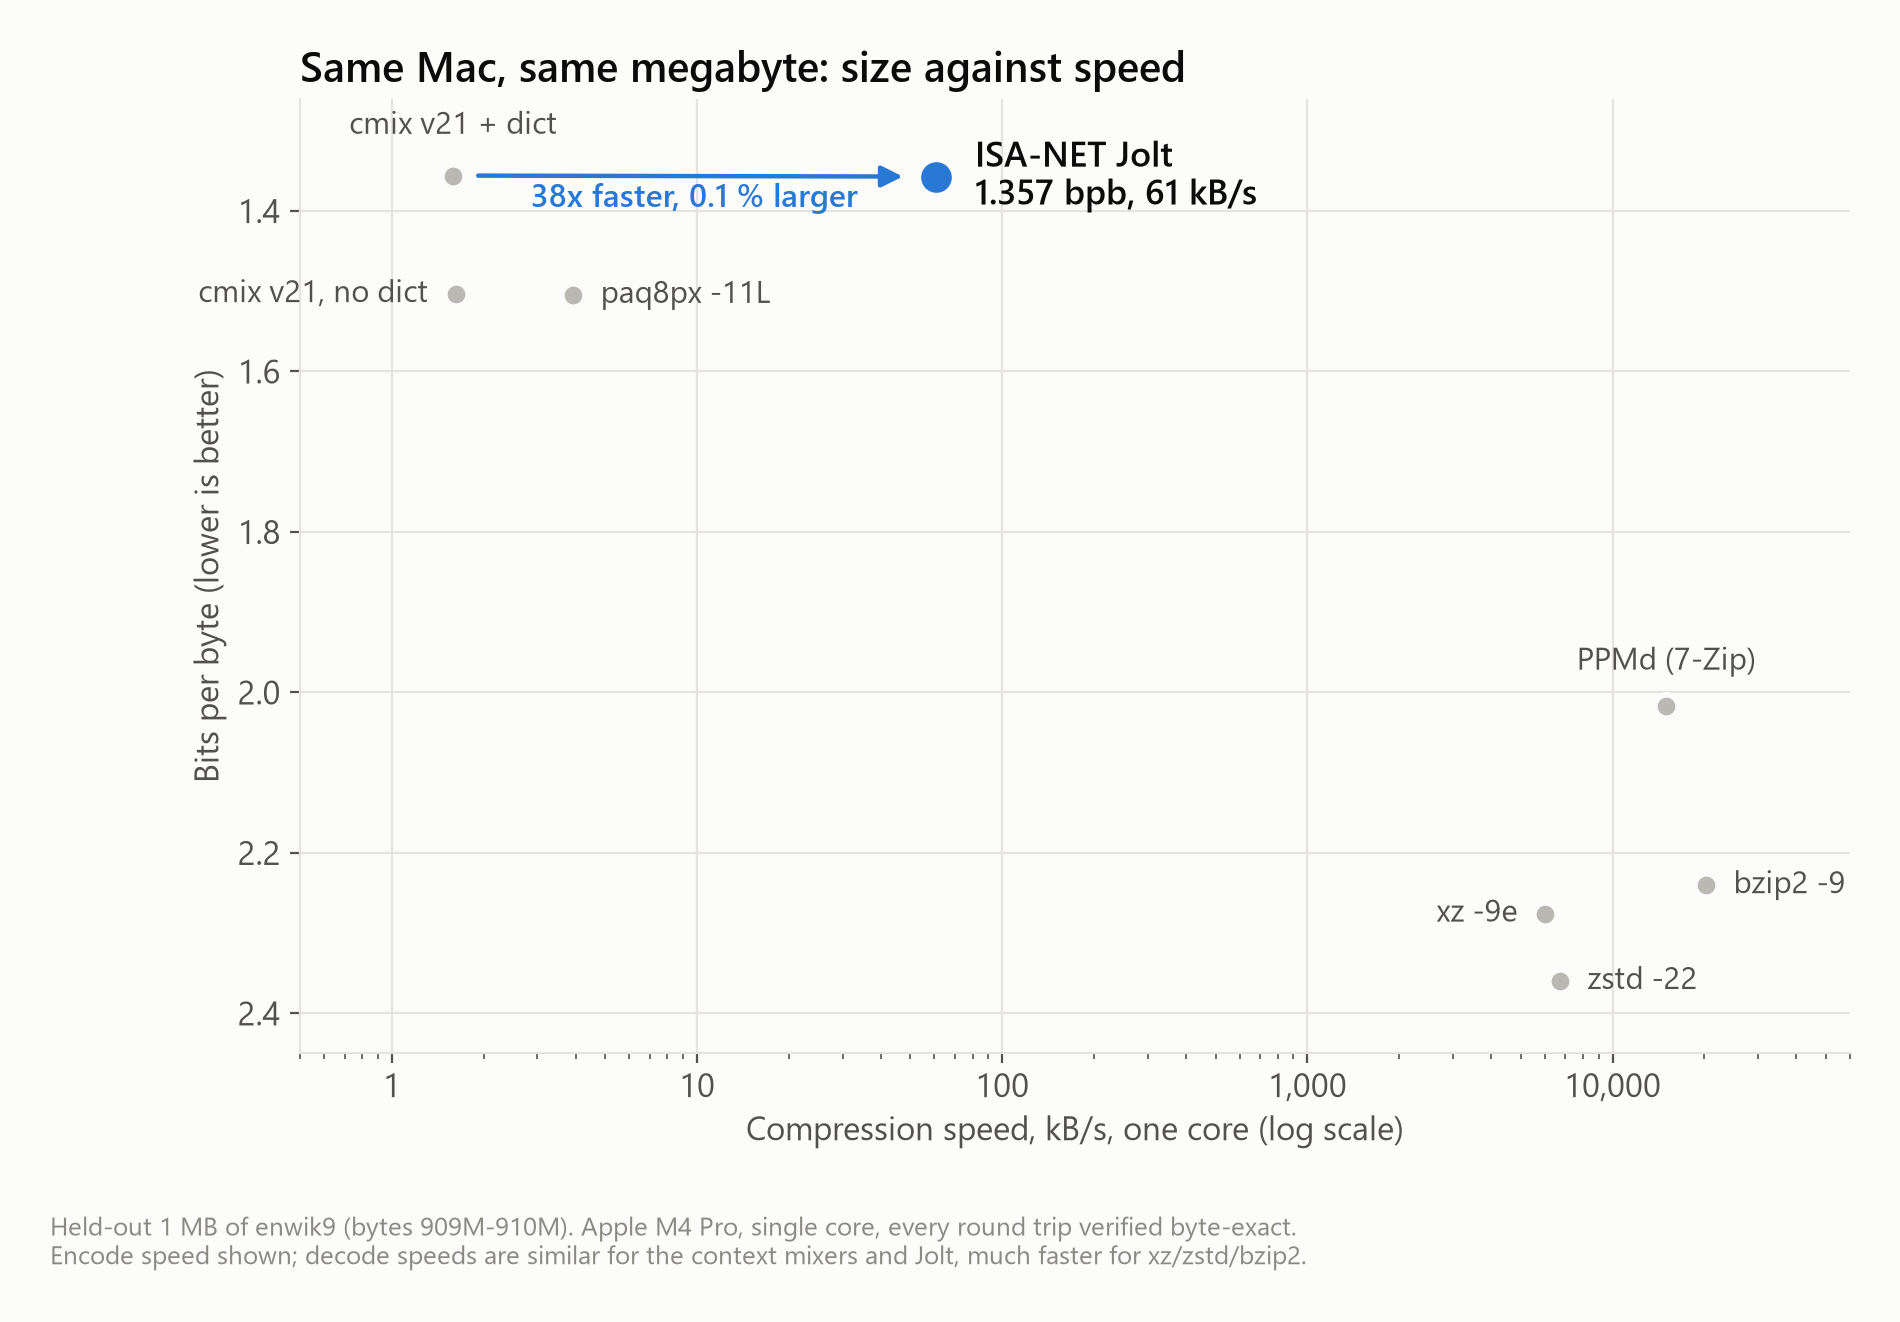 Same Mac, same megabyte: size against speed
cmix v21 + dict
ISA-NET Jolt
1.357 bpb, 61 kB/s
38x faster, 0.1 % larger
1.4
cmix v21, no dict
paq8px -11L
1.6
1.8
Bits per byte (lower is better)
PPMd (7-Zip)
2.0
2.2
bzip2 -9
xz -9e
zstd -22
2.4
1 10 100 1,000 10,000
Compression speed, kB/s, one core (log scale)
Held-out 1 MB of enwik9 (bytes 909M-910M). Apple M4 Pro, single core, every round trip verified byte-exact.
Encode speed shown; decode speeds are similar for the context mixers and Jolt, much faster for xz/zstd/bzip2.